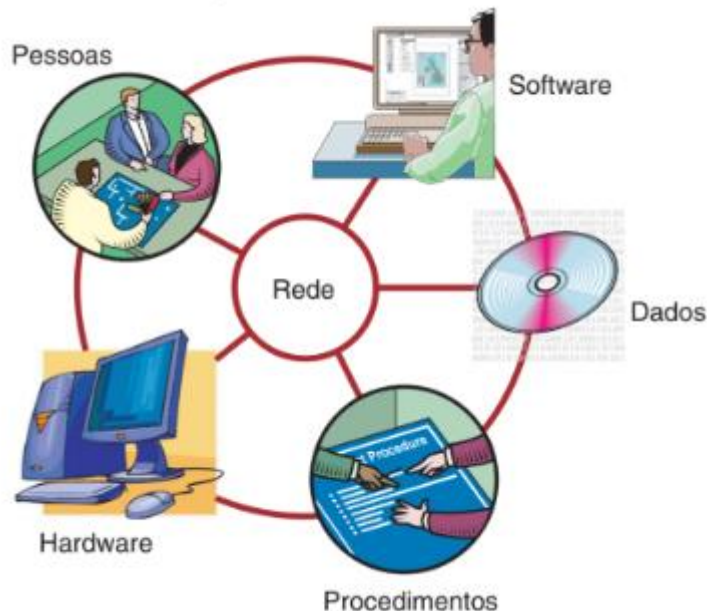 Pessoas
Software
Rede
Dados
Procedure
Hardware
Procedimentos